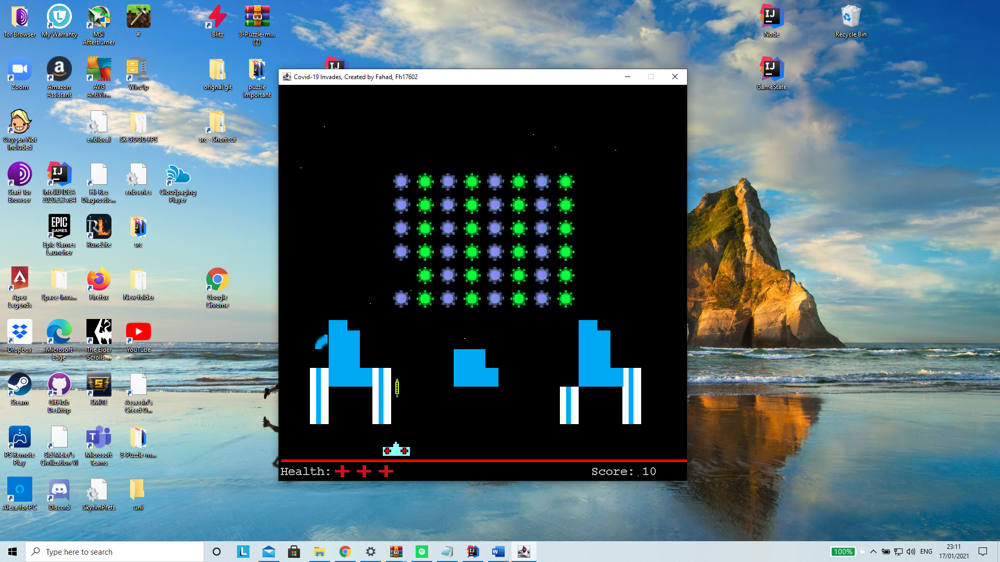 Tor Browser
My Warranty
MSI
Afterburner
#
Blitz
8-Puzzle-m...
(2)
Node
Recycle Bin
Zoom
Amazon
Assistant
AVG
AntiVir...
WinZip
orignal git
puzzle
important
GameState
Covid-19 Invades, Created by Fahad, Fh17602
Oxygen Not
Included
enblocal
SK GOOD FPS
src - Shortcut
Start Tor
Browser
IntelliJ IDEA
2020.2.3 x64
Hi-Rez
Diagnostic...
enbseries
Cloudpaging
Player
EPIC
GAMES
Epic Games
Launcher
RuneLite
src
Apex
Legends
Space-Inva...
Firefox
New folder
Google
Chrome
Dropbox
Microsoft
Edge
The Elder
Scrolls ...
YouTube
Steam
GitHub
Desktop
SMITE
Assassin's
Creed O...
PS Remote
Play
Sid Meier's
Civilization VI
Microsoft
Teams
8-Puzzle-m...
Health:
Score: 10
Alexa for PC
Discord
SkyrimPrefs
uni
Type here to search
100%
ENG
23:11
17/01/2021